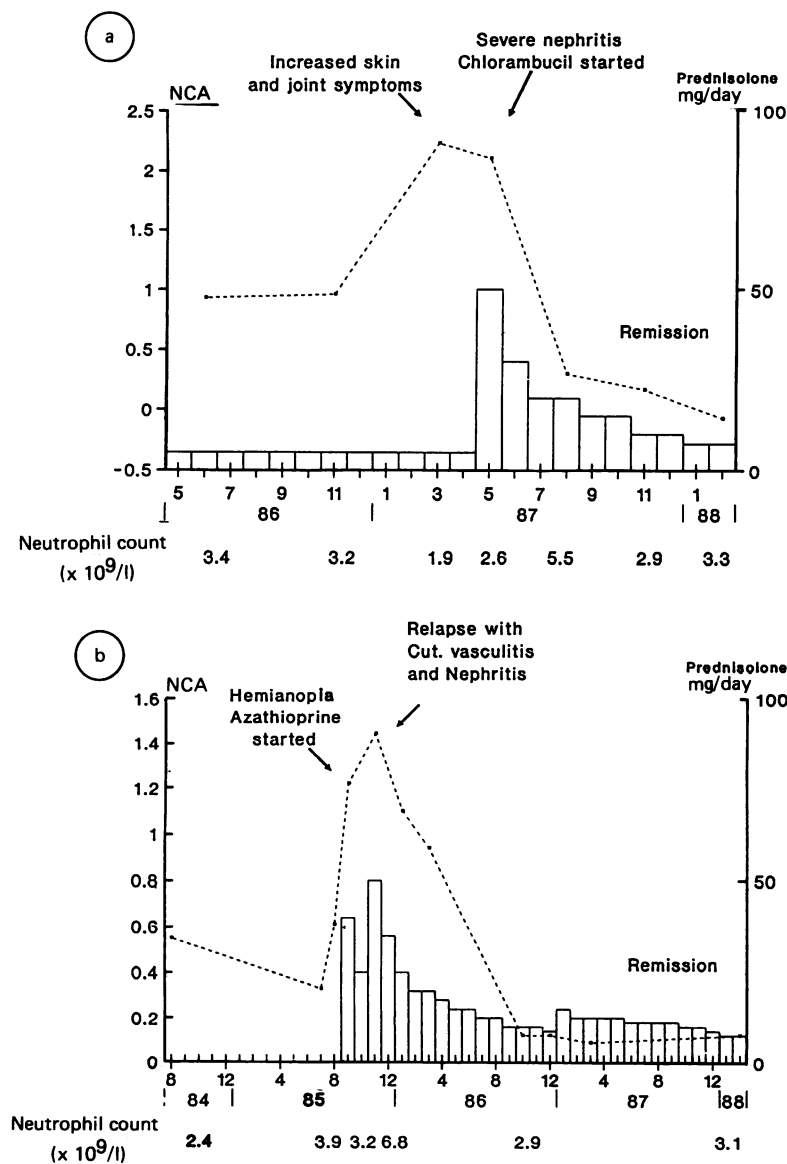 a
Increased skin
and joint symptoms
Severe nephritis
Chlorambucil started
NCA
Prednisolone
mg/day
2.5
2
1.5
1
0.5
0
-0.5
100
50
0
Remission
5 7 9 11 1 3 5 7 9 11 1
86 87 88
Neutrophil count
(x 10⁹/l)
3.4 3.2 1.9 2.6 5.5 2.9 3.3
b
Relapse with
Cut. vasculitis
and Nephritis
NCA
Hemianopia
Azathioprine
started
Prednisolone
mg/day
1.6
1.4
1.2
1
0.8
0.6
0.4
0.2
0
100
50
0
Remission
8 12 4 8 12 4 8 12 4 8 12
84 85 86 87 88
Neutrophil count
(x 10⁹/l)
2.4 3.9 3.2 6.8 2.9 3.1